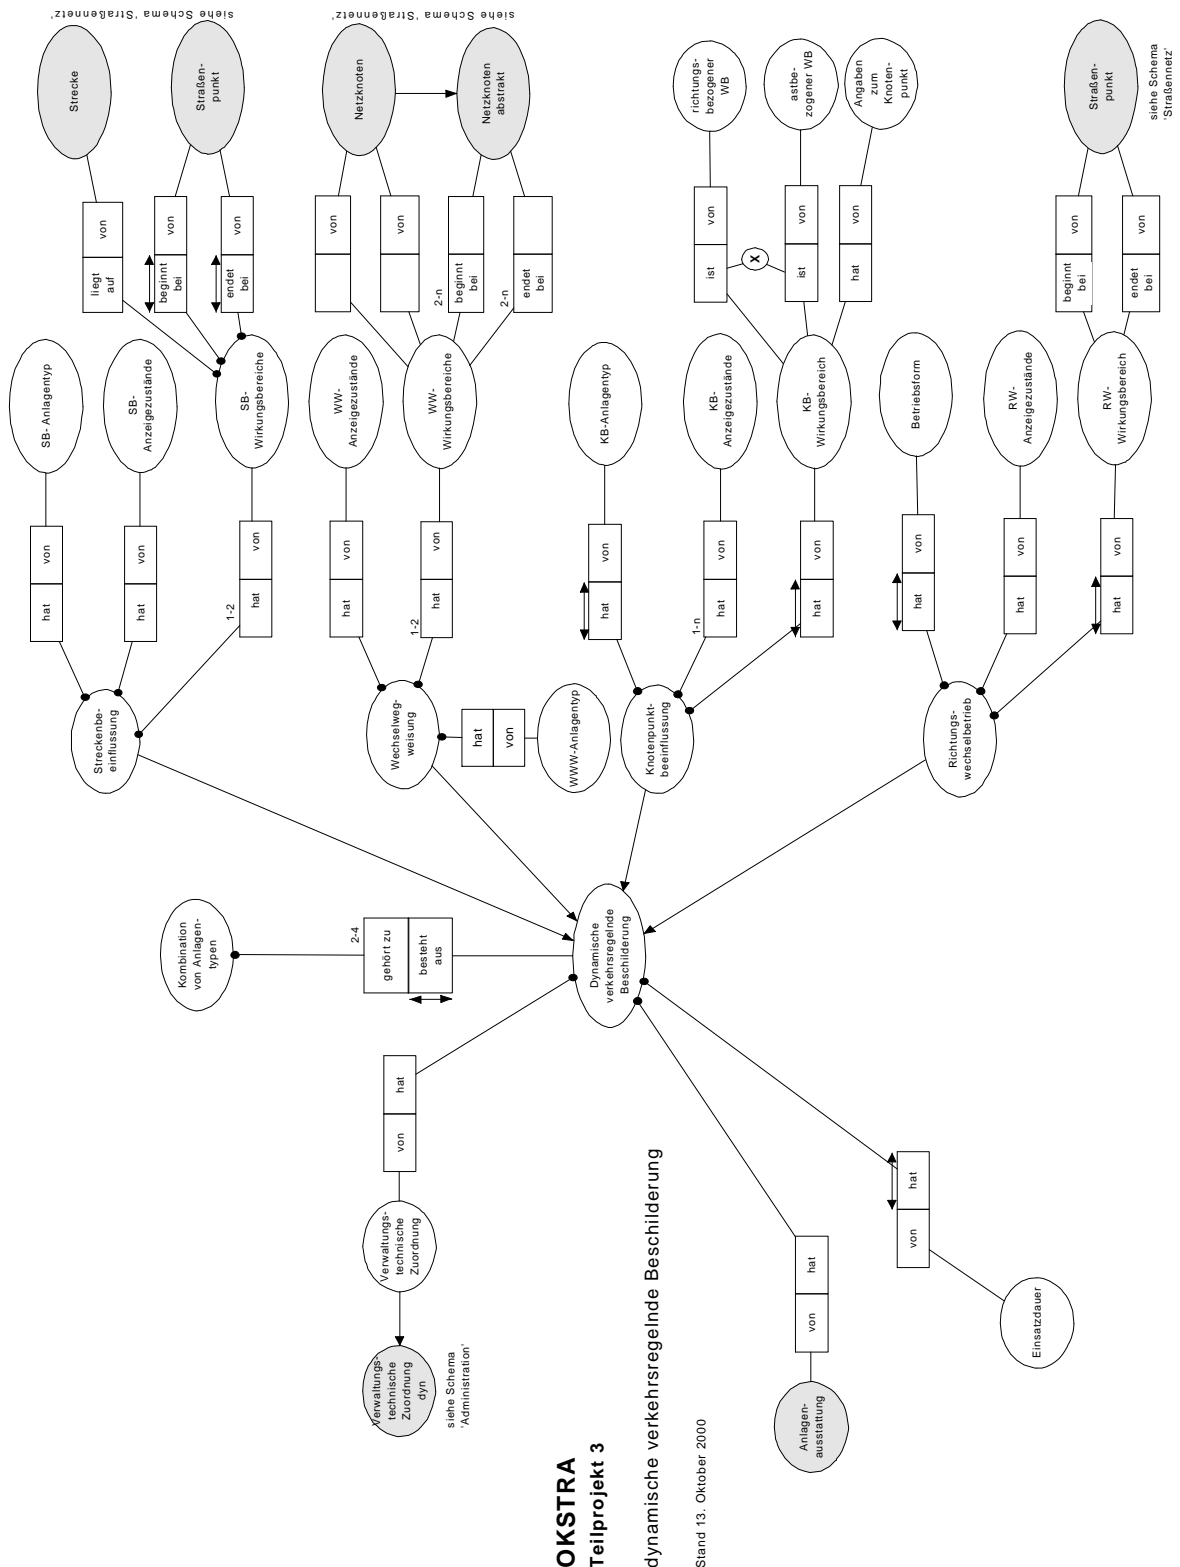 OKSTRA
Teilprojekt 3
dynamische verkehrsregelnde Beschilderung
Stand 13. Oktober 2000
Verwaltungs-
technische
Zuordnung
dyn
siehe Schema
'Administration'
Verwaltungs-
technische
Zuordnung
von
hat
Anlagen-
ausstattung
von
hat
Einsatzdauer
von
hat
Kombination
von Anlagen-
typen
2-4
gehört zu
besteht
aus
Dynamische
verkehrsregelnde
Beschilderung
Streckenbe-
einflussung
hat
von
SB- Anlagentyp
hat
von
SB-
Anzeigezustände
1-2
hat
von
SB-
Wirkungsbereiche
liegt
auf
von
Strecke
beginnt
bei
von
endet
bei
von
Straßen-
punkt
siehe Schema 'Straßennetz'
Wechselweg-
weisung
hat
von
WW-
Anzeigezustände
1-2
hat
von
WW-
Wirkungsbereiche
hat
von
WWW-Anlagentyp
von
Netzknoten
2-n
beginnt
bei
2-n
endet
bei
Netzknoten
abstrakt
siehe Schema 'Straßennetz'
Knotenpunkt-
beeinflussung
hat
von
KB-Anlagentyp
1-n
hat
von
KB-
Anzeigezustände
hat
von
KB-
Wirkungsbereich
ist
von
richtungs-
bezogener
WB
X
ist
von
astbe-
zogener WB
hat
von
Angaben
zum
Knoten-
punkt
Richtungs-
wechselbetrieb
hat
von
Betriebsform
hat
von
RW-
Anzeigezustände
hat
von
RW-
Wirkungsbereich
beginnt
bei
von
endet
bei
von
Straßen-
punkt
siehe Schema
'Straßennetz'